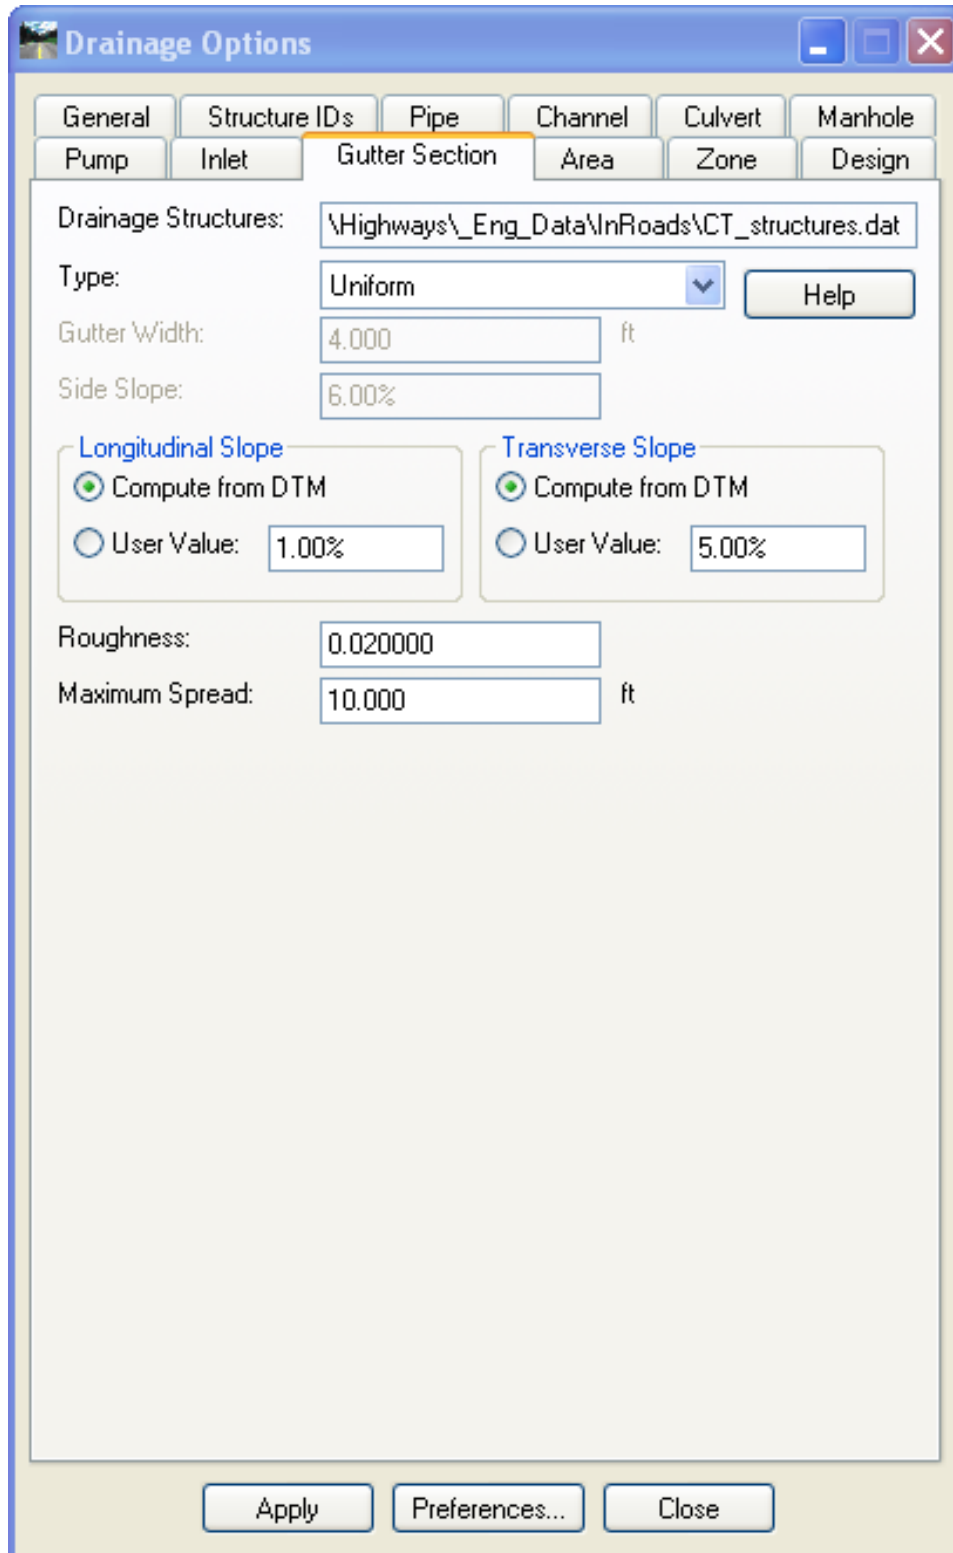 Drainage Options
General Structure IDs Pipe Channel Culvert Manhole
Pump Inlet Gutter Section Area Zone Design
Drainage Structures: \Highways\_Eng_Data\InRoads\CT_structures.dat
Type: Uniform Help
Gutter Width: 4.000 ft
Side Slope: 6.00%
Longitudinal Slope Transverse Slope
Compute from DTM Compute from DTM
User Value: 1.00% User Value: 5.00%
Roughness: 0.020000
Maximum Spread: 10.000 ft
Apply Preferences... Close